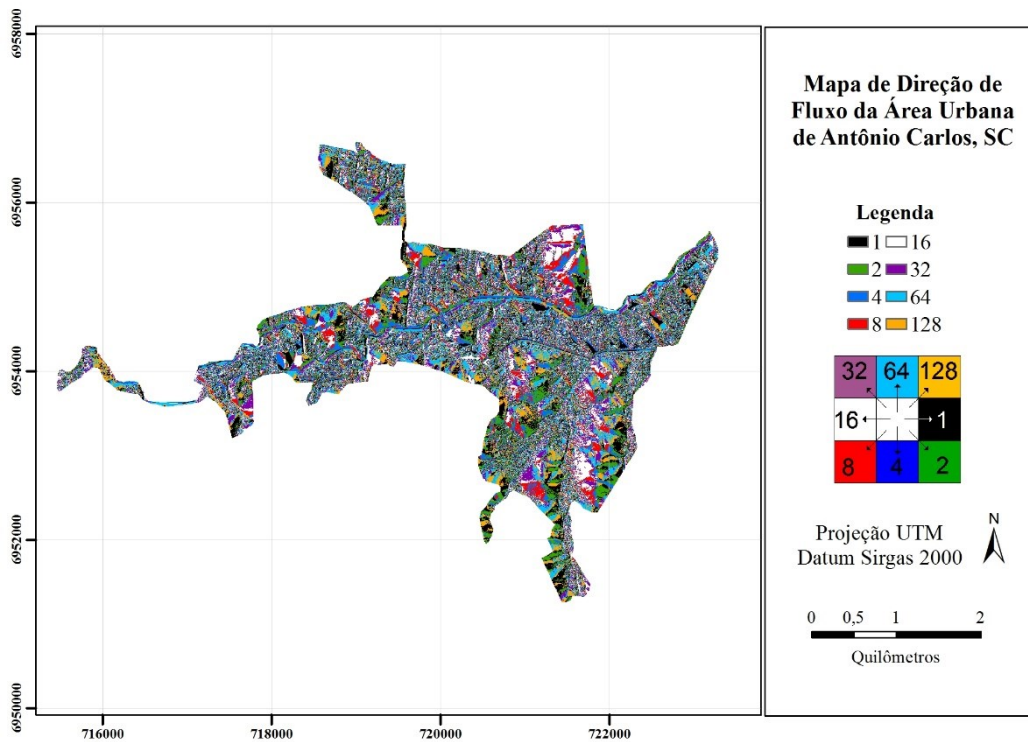 6958000
6956000
6954000
6952000
6950000
716000 718000 720000 722000
Mapa de Direção de
Fluxo da Área Urbana
de Antônio Carlos, SC
Legenda
1 16
2 32
4 64
8 128
32 64 128
16 1
8 4 2
Projeção UTM
Datum Sirgas 2000
N
0 0,5 1 2
Quilômetros